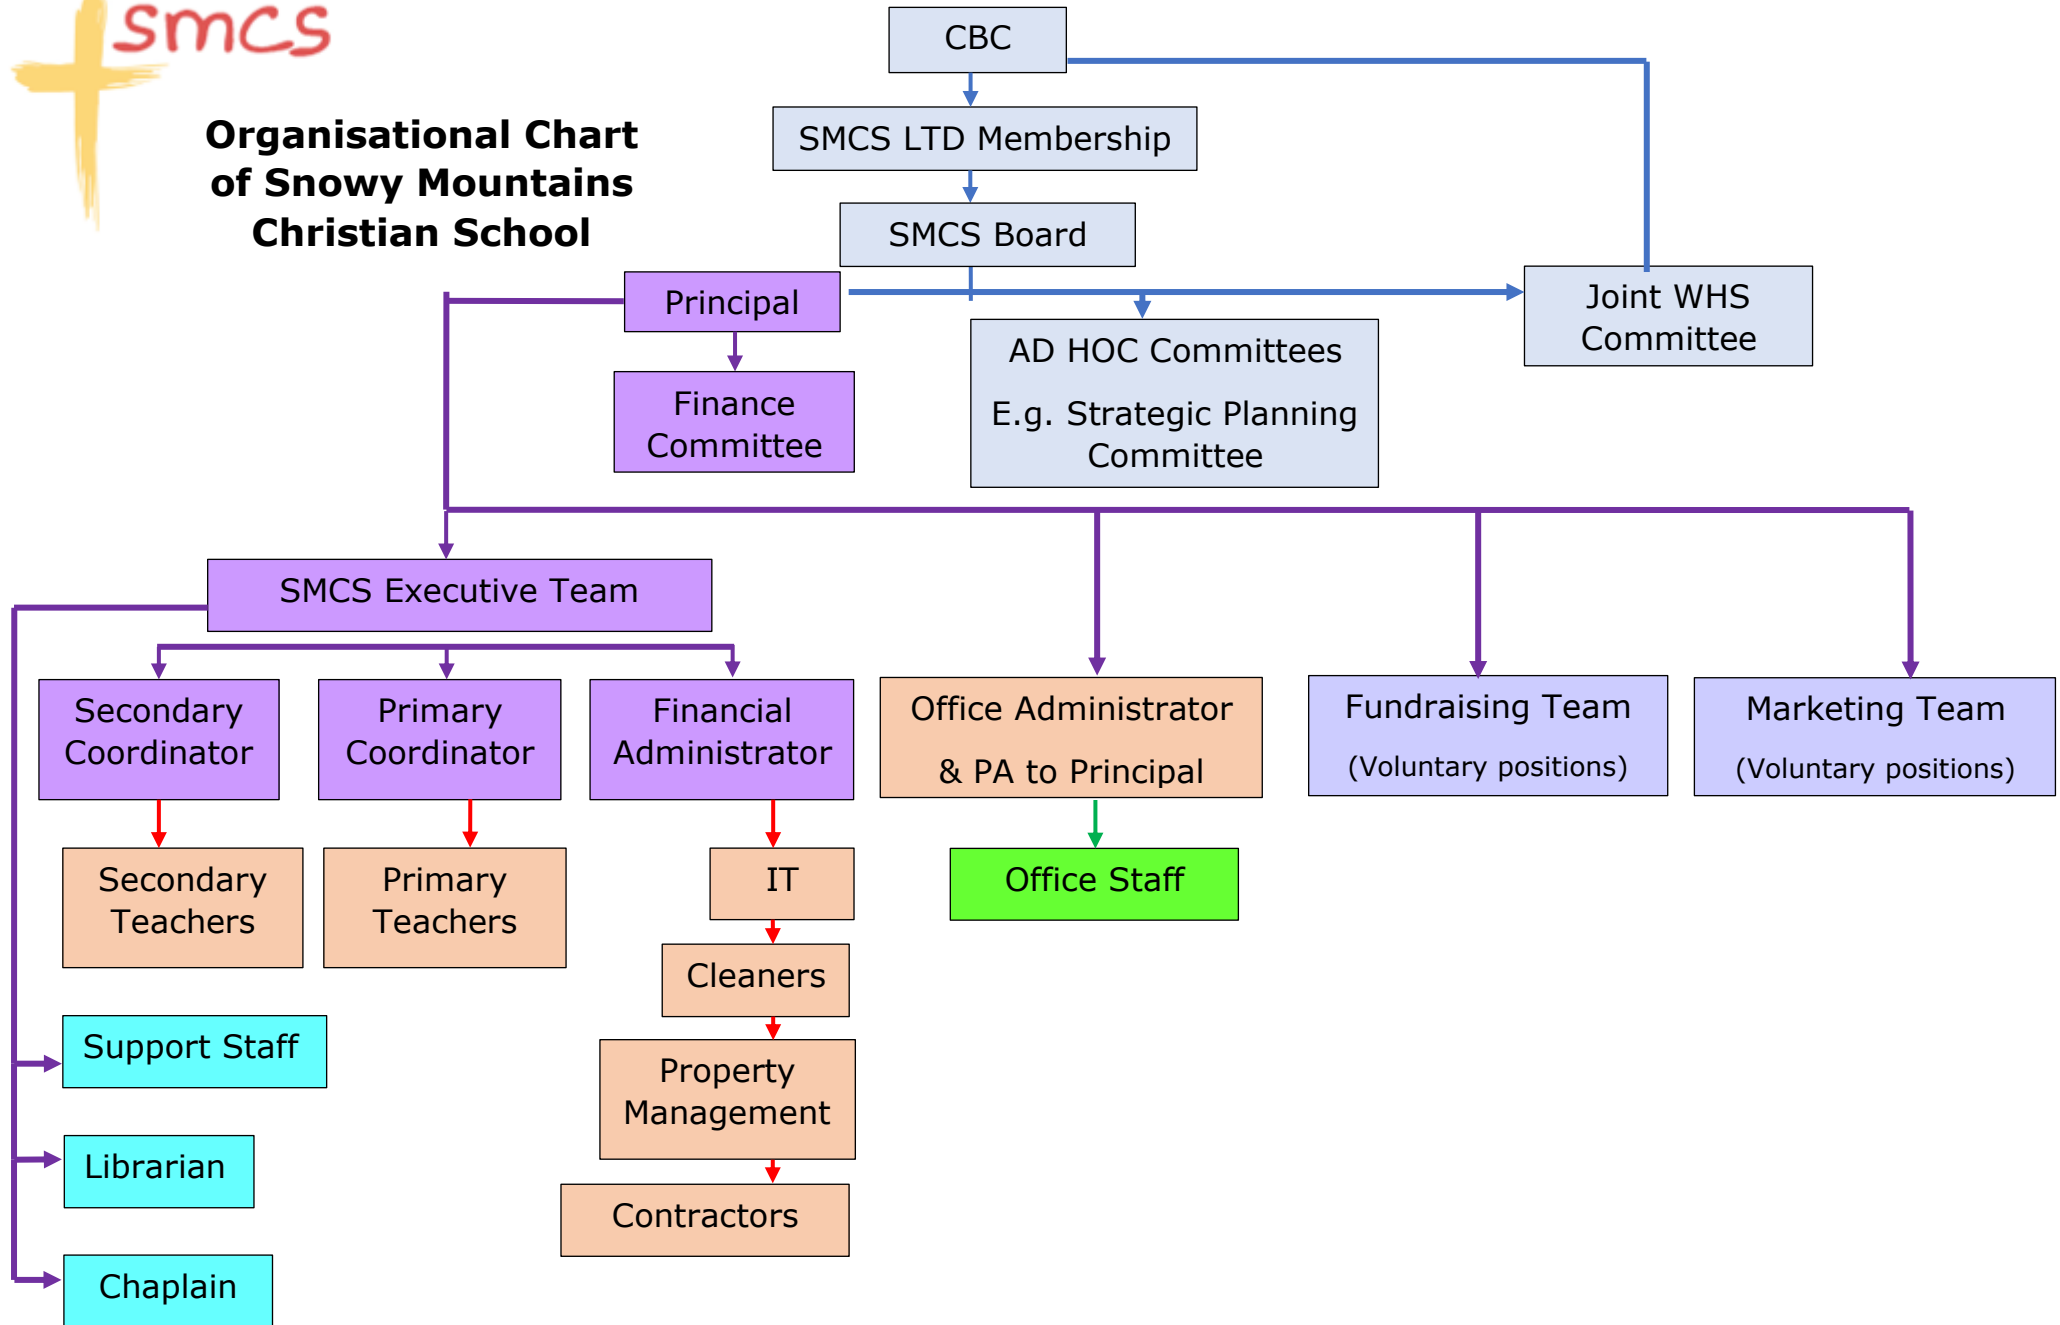 smcs
Organisational Chart
of Snowy Mountains
Christian School
CBC
SMCS LTD Membership
SMCS Board
Principal
Joint WHS
Committee
AD HOC Committees
E.g. Strategic Planning
Committee
Finance
Committee
SMCS Executive Team
Secondary
Coordinator
Primary
Coordinator
Financial
Administrator
Office Administrator
& PA to Principal
Fundraising Team
(Voluntary positions)
Marketing Team
(Voluntary positions)
Secondary
Teachers
Primary
Teachers
IT
Office Staff
Cleaners
Support Staff
Property
Management
Librarian
Contractors
Chaplain